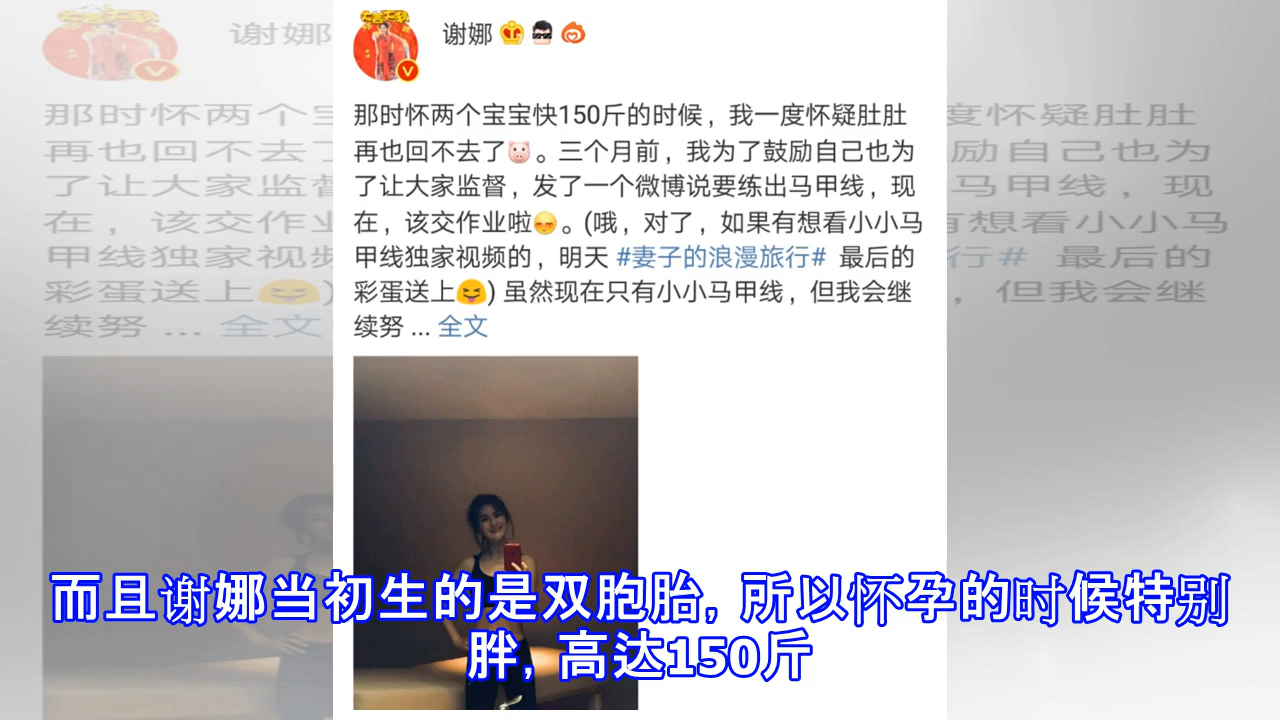 谢娜
那时怀两个宝宝快150斤的时候，我一度怀疑肚肚
再也回不去了🐷。三个月前，我为了鼓励自己也为
了让大家监督，发了一个微博说要练出马甲线，现
在，该交作业啦😊。(哦，对了，如果有想看小小马
甲线独家视频的，明天 #妻子的浪漫旅行# 最后的
彩蛋送上😝) 虽然现在只有小小马甲线，但我会继
续努 ... 全文
而且谢娜当初生的是双胞胎，所以怀孕的时候特别
胖，高达150斤